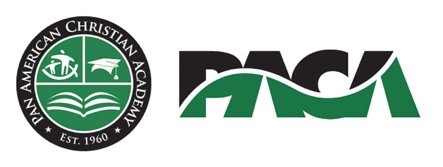 PAN AMERICAN CHRISTIAN ACADEMY
★ EST. 1960 ★
PACA